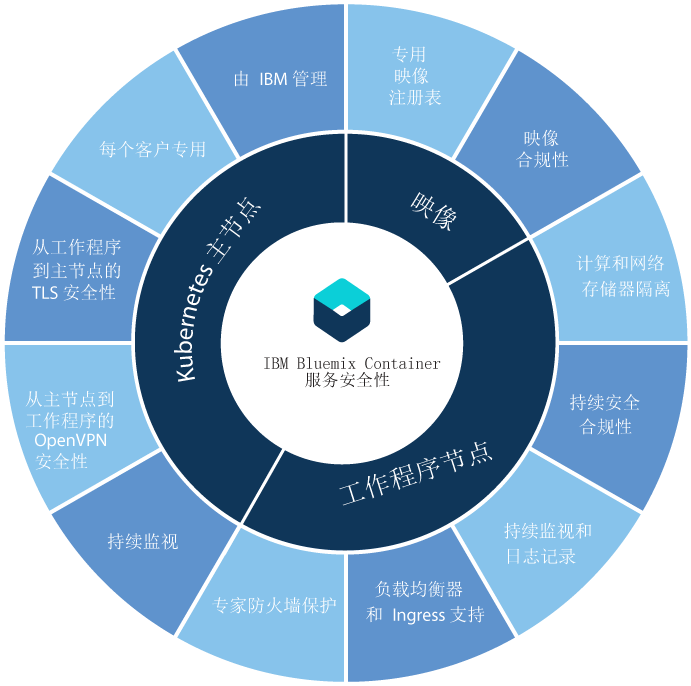 由 IBM 管理
专用
映像
注册表
映像
合规性
计算和网络
存储器隔离
持续安全
合规性
持续监视和
日志记录
负载均衡器
和 Ingress 支持
专家防火墙保护
持续监视
从主节点到
工作程序的
OpenVPN
安全性
从工作程序
到主节点的
TLS 安全性
每个客户专用
Kubernetes 主节点
映像
工作程序节点
IBM Bluemix Container
服务安全性